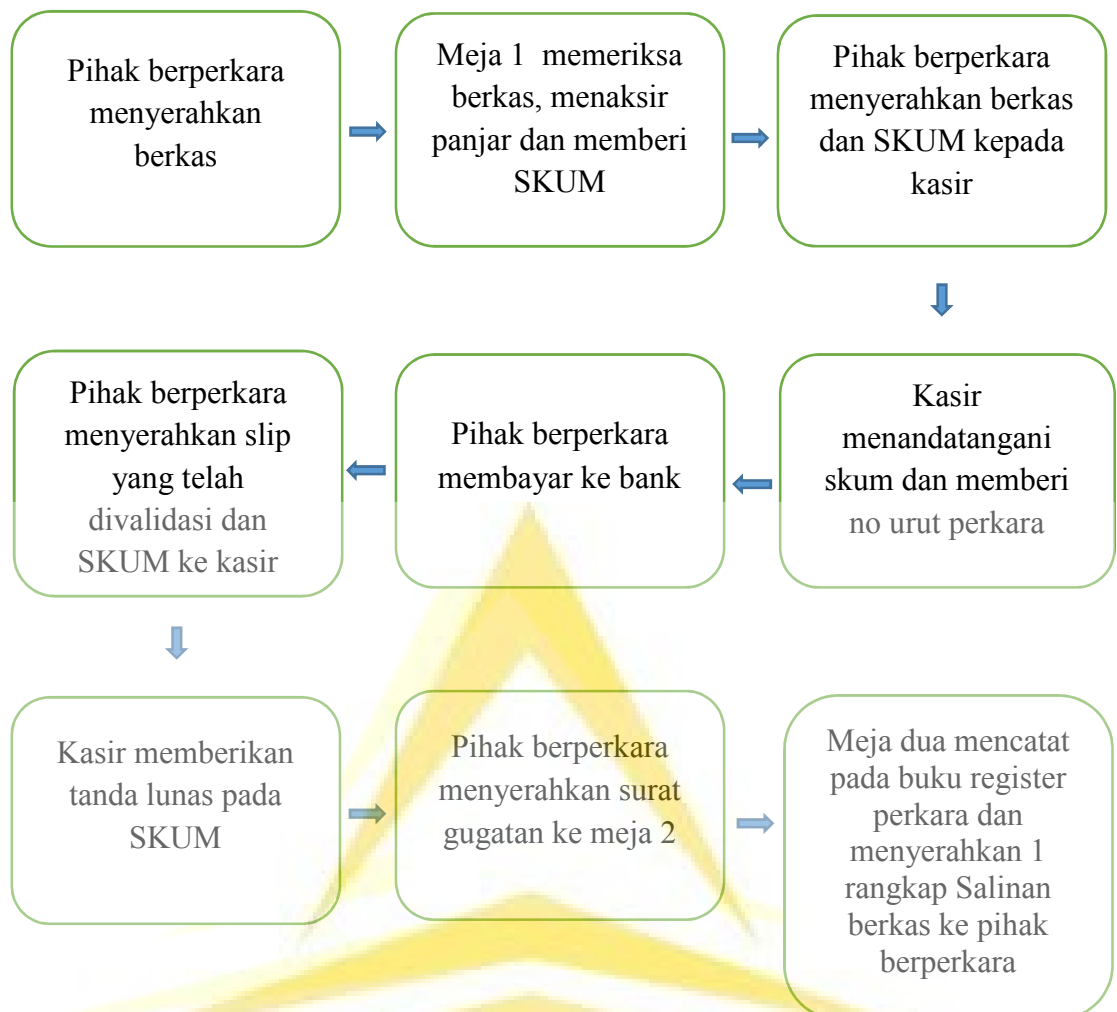 Pihak berperkara
menyerahkan
berkas
Meja 1 memeriksa
berkas, menaksir
panjar dan memberi
SKUM
Pihak berperkara
menyerahkan berkas
dan SKUM kepada
kasir
Kasir
menandatangani
skum dan memberi
no urut perkara
Pihak berperkara
membayar ke bank
Pihak berperkara
menyerahkan slip
yang telah
divalidasi dan
SKUM ke kasir
Kasir memberikan
tanda lunas pada
SKUM
Pihak berperkara
menyerahkan surat
gugatan ke meja 2
Meja dua mencatat
pada buku register
perkara dan
menyerahkan 1
rangkap Salinan
berkas ke pihak
berperkara